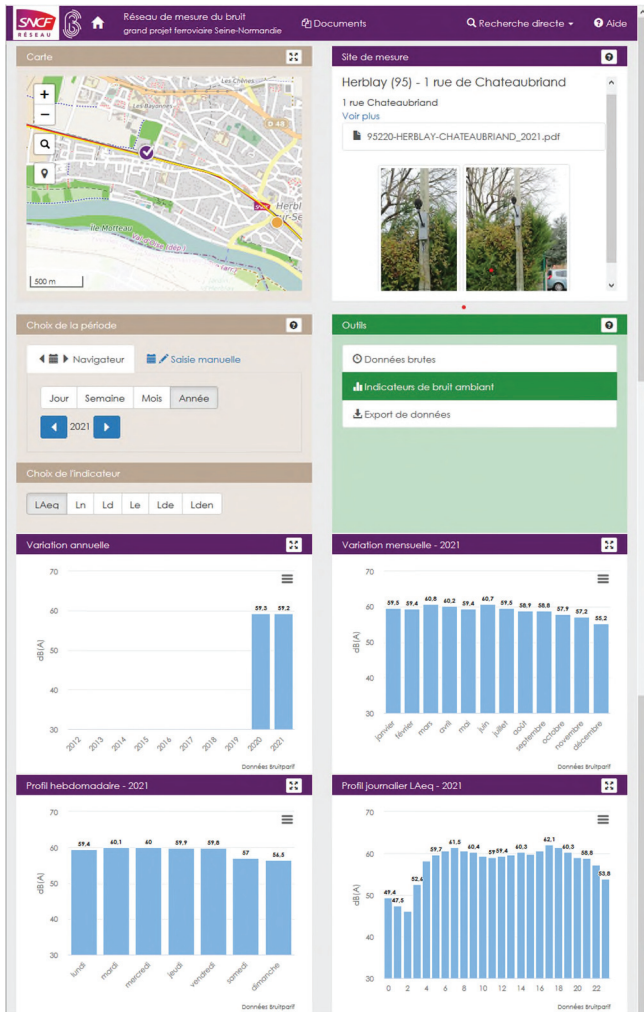 SNCF
RÉSEAU
Réseau de mesure du bruit
grand projet ferroviaire Seine-Normandie
Documents
Recherche directe
Aide
Carte
Les Chênes
Les Bayonnes
D 48
Herbl
ur-Se
SNCF
Île Motteau
Val-d'Oise (dép.)
500 m
Site de mesure
Herblay (95) - 1 rue de Chateaubriand
1 rue Chateaubriand
Voir plus
95220-HERBLAY-CHATEAUBRIAND_2021.pdf
Choix de la période
Navigateur
Saisie manuelle
Jour Semaine Mois Année
2021
Choix de l'indicateur
LAeq Ln Ld Le Lde Lden
Outils
Données brutes
Indicateurs de bruit ambiant
Export de données
Variation annuelle
70
60
50
40
30
dB(A)
59,3 59,2
2012 2013 2014 2015 2016 2017 2018 2019 2020 2021
Données Bruitparif
Variation mensuelle - 2021
70
60
50
40
30
dB(A)
59,5 59,4 60,8 60,2 59,4 60,7 59,5 58,9 58,8 57,9 57,2 55,2
janvier février mars avril mai juin juillet août septembre octobre novembre décembre
Données Bruitparif
Profil hebdomadaire - 2021
70
60
50
40
30
dB(A)
59,4 60,1 60 59,9 59,8 57 56,5
lundi mardi mercredi jeudi vendredi samedi dimanche
Données Bruitparif
Profil journalier LAeq - 2021
70
60
50
40
30
dB(A)
49,4 47,5 52,6 59,7 61,5 60,4 59 59,4 60,3 62,1 60,3 58,8 53,8
0 2 4 6 8 10 12 14 16 18 20 22
Données Bruitparif